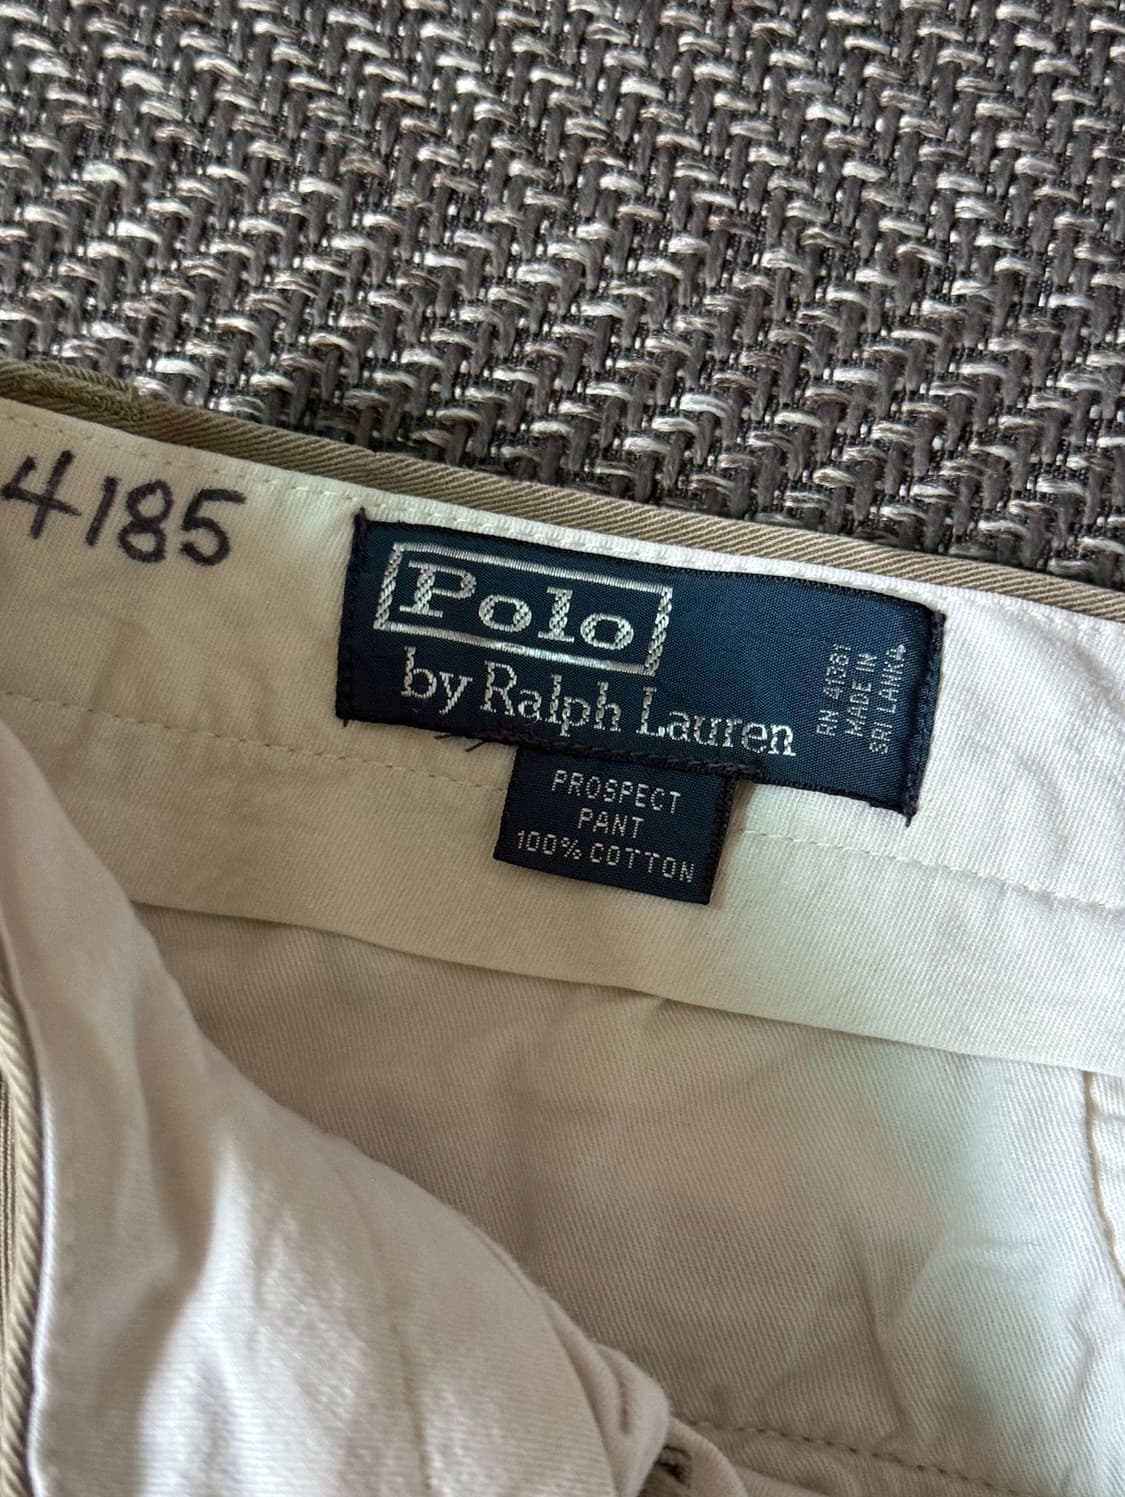 4185
Polo
by Ralph Lauren
RN 41381
MADE IN
SRI LANKA
PROSPECT
PANT
100% COTTON